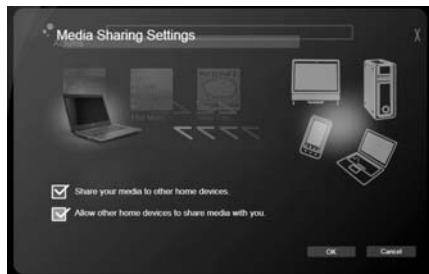 Media Sharing Settings
Share your media to other home devices.
Allow other home devices to share media with you.
OK
Cancel